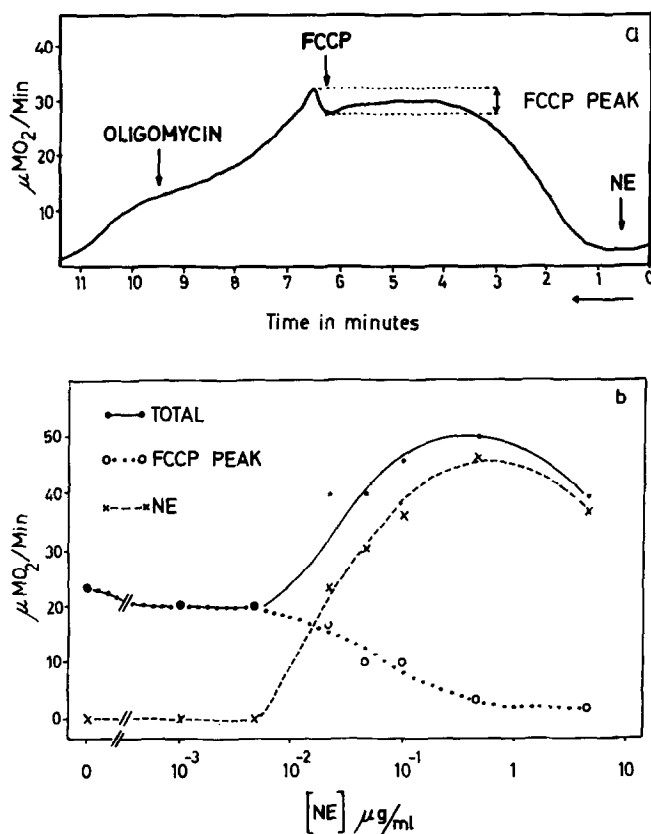 a
40
30
20
10
μMO2/Min
FCCP
FCCP PEAK
OLIGOMYCIN
NE
11 10 9 8 7 6 5 4 3 2 1 0
Time in minutes
b
TOTAL
FCCP PEAK
NE
50
40
30
20
10
0
μMO2/Min
0 10-3 10-2 10-1 1 10
[NE] μg/ml